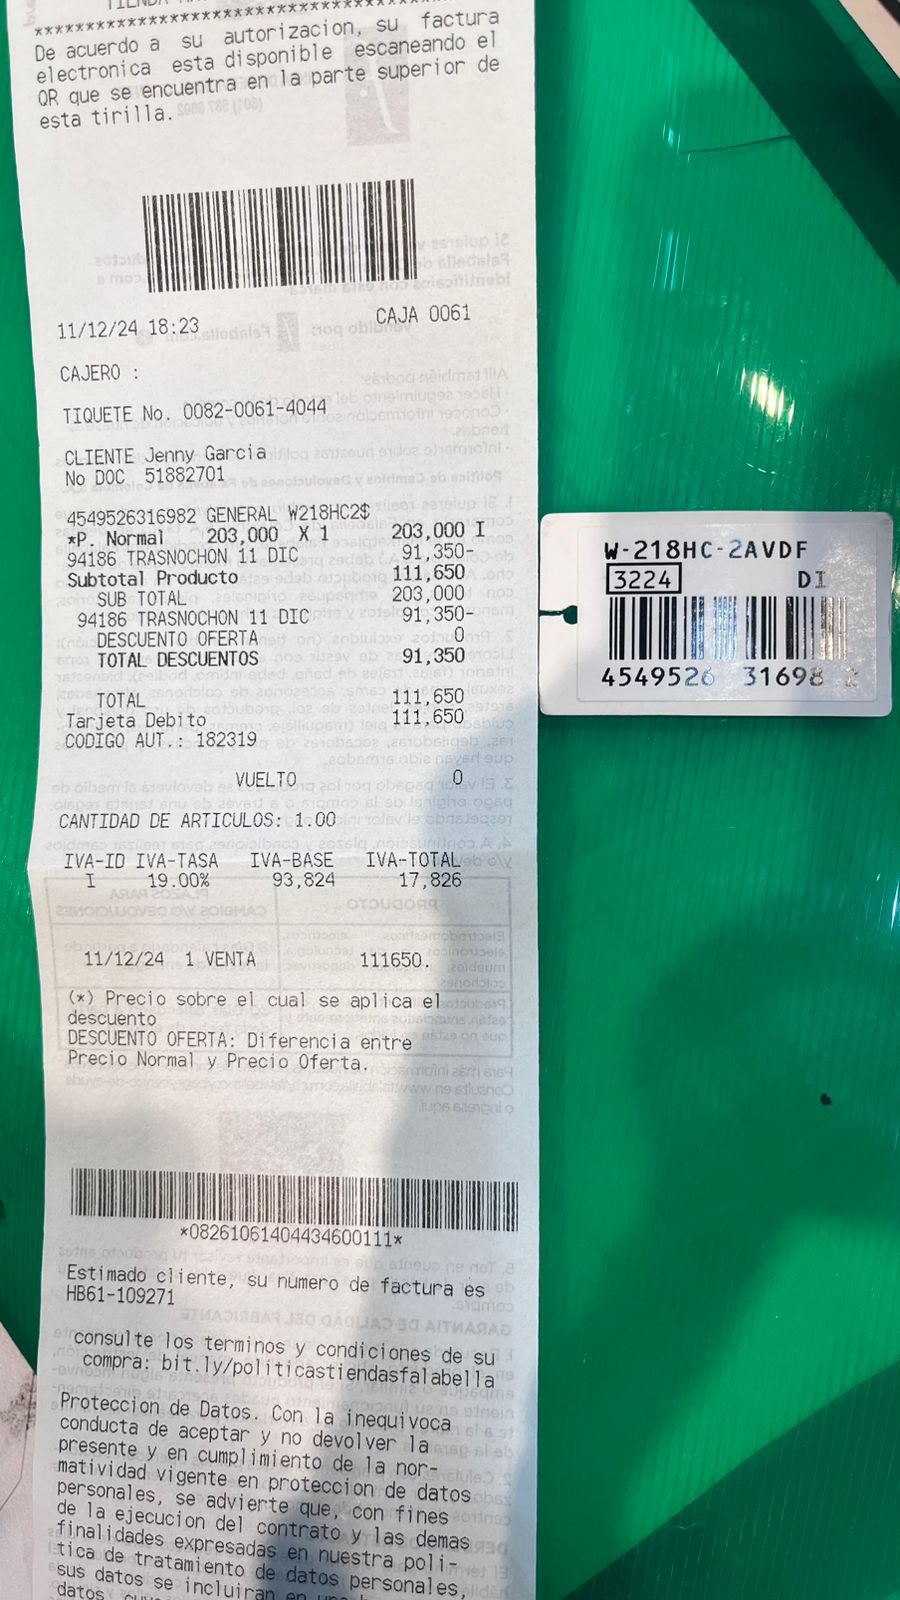 De acuerdo a su autorizacion, su factura
electronica esta disponible escaneando el
QR que se encuentra en la parte superior de
esta tirilla.
11/12/24 18:23 CAJA 0061
CAJERO :
TIQUETE No. 0082-0061-4044
CLIENTE Jenny Garcia
No DOC 51882701
4549526316982 GENERAL W218HC2$
*P. Normal 203,000 X 1 203,000 I
94186 TRASNOCHON 11 DIC 91,350-
Subtotal Producto 111,650
SUB TOTAL 203,000
94186 TRASNOCHON 11 DIC 91,350-
DESCUENTO OFERTA 0
TOTAL DESCUENTOS 91,350
TOTAL 111,650
Tarjeta Debito 111,650
CODIGO AUT.: 182319
VUELTO 0
CANTIDAD DE ARTICULOS: 1.00
IVA-ID IVA-TASA IVA-BASE IVA-TOTAL
I 19.00% 93,824 17,826
11/12/24 1 VENTA 111650.
(*) Precio sobre el cual se aplica el
descuento
DESCUENTO OFERTA: Diferencia entre
Precio Normal y Precio Oferta.
*08261061404434600111*
Estimado cliente, su numero de factura es
HB61-109271
consulte los terminos y condiciones de su
compra: bit.ly/politicastiendasfalabella
Proteccion de Datos. Con la inequivoca
conducta de aceptar y no devolver la
presente y en cumplimiento de la nor-
matividad vigente en proteccion de datos
personales, se advierte que, con fines
de la ejecucion del contrato y las demas
finalidades expresadas en nuestra poli-
tica de tratamiento de datos personales,
sus datos se incluiran en
datos
W-218HC-2AVDF
3224 DI
4549526 31698 2